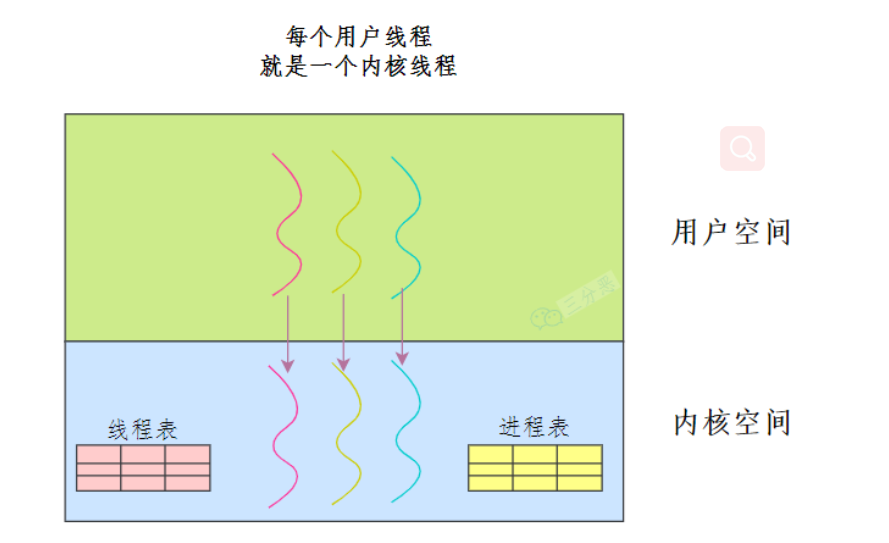 每个用户线程
就是一个内核线程
用户空间
三分恶
内核空间
线程表
进程表